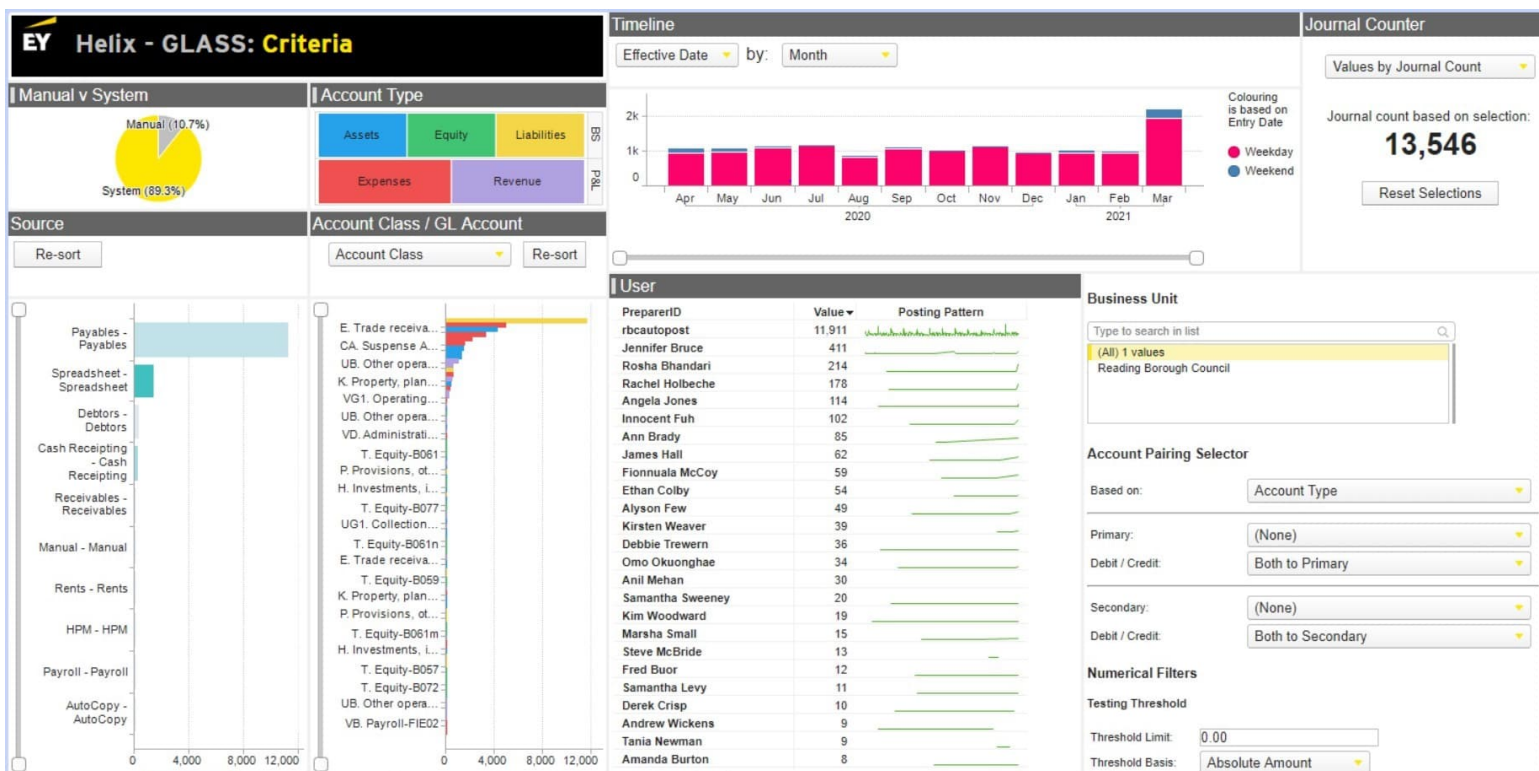 EY Helix - GLASS: Criteria
Manual v System
Manual (10.7%)
System (89.3%)
Account Type
Assets
Equity
Liabilities
BS
Expenses
Revenue
P&L
Timeline
Effective Date
by:
Month
2k
1k
0
Apr May Jun Jul Aug Sep Oct Nov Dec Jan Feb Mar
2020 2021
Colouring
is based on
Entry Date
Weekday
Weekend
Journal Counter
Values by Journal Count
Journal count based on selection:
13,546
Reset Selections
Source
Re-sort
Payables -
Payables
Spreadsheet -
Spreadsheet
Debtors -
Debtors
Cash Receipting
- Cash
Receipting
Receivables -
Receivables
Manual - Manual
Rents - Rents
HPM - HPM
Payroll - Payroll
AutoCopy -
AutoCopy
0 4,000 8,000 12,000
Account Class / GL Account
Account Class
Re-sort
E. Trade receiva...
CA. Suspense A...
UB. Other opera...
K. Property, plan...
VG1. Operating...
UB. Other opera...
VD. Administrati...
T. Equity-B061
P. Provisions, ot...
H. Investments, i...
T. Equity-B077
UG1. Collection...
T. Equity-B061n
E. Trade receiva...
T. Equity-B059
K. Property, plan...
P. Provisions, ot...
T. Equity-B061m
H. Investments, i...
T. Equity-B057
T. Equity-B072
UB. Other opera...
VB. Payroll-FIE02
0 4,000 8,000 12,000
User
PreparerID Value Posting Pattern
rbcautopost 11,911
Jennifer Bruce 411
Rosha Bhandari 214
Rachel Holbeche 178
Angela Jones 114
Innocent Fuh 102
Ann Brady 85
James Hall 62
Fionnuala McCoy 59
Ethan Colby 54
Alyson Few 49
Kirsten Weaver 39
Debbie Trewern 36
Omo Okuonghae 34
Anil Mehan 30
Samantha Sweeney 20
Kim Woodward 19
Marsha Small 15
Steve McBride 13
Fred Buor 12
Samantha Levy 11
Derek Crisp 10
Andrew Wickens 9
Tania Newman 9
Amanda Burton 8
Business Unit
Type to search in list
(All) 1 values
Reading Borough Council
Account Pairing Selector
Based on: Account Type
Primary: (None)
Debit / Credit: Both to Primary
Secondary: (None)
Debit / Credit: Both to Secondary
Numerical Filters
Testing Threshold
Threshold Limit: 0.00
Threshold Basis: Absolute Amount